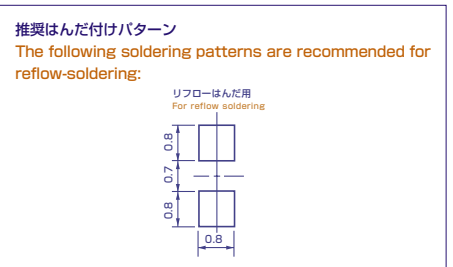 推奨はんだ付けパターン
The following soldering patterns are recommended for
reflow-soldering:
リフローはんだ用
For reflow soldering
0.8
0.7
0.8
0.8